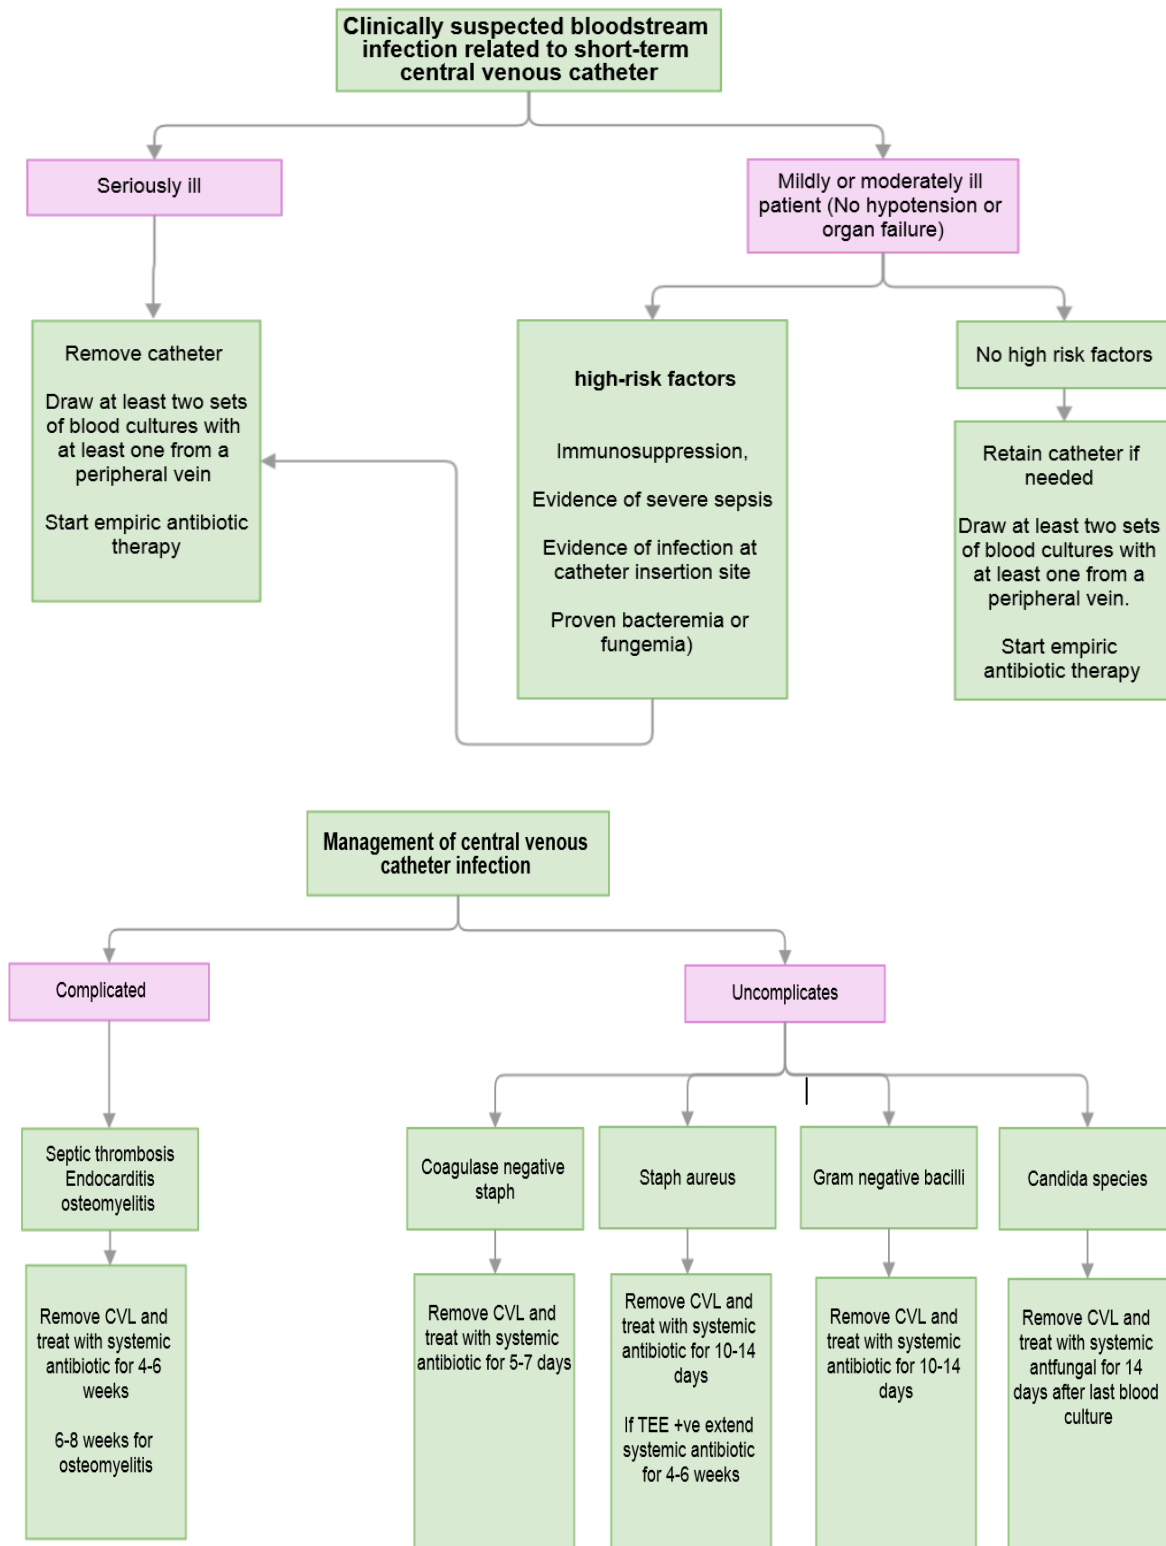 Clinically suspected bloodstream
infection related to short-term
central venous catheter
Seriously ill
Mildly or moderately ill
patient (No hypotension or
organ failure)
Remove catheter
Draw at least two sets
of blood cultures with
at least one from a
peripheral vein
Start empiric antibiotic
therapy
high-risk factors
Immunosuppression,
Evidence of severe sepsis
Evidence of infection at
catheter insertion site
Proven bacteremia or
fungemia)
No high risk factors
Retain catheter if
needed
Draw at least two sets
of blood cultures with
at least one from a
peripheral vein.
Start empiric
antibiotic therapy
Management of central venous
catheter infection
Complicated
Uncomplicates
Septic thrombosis
Endocarditis
osteomyelitis
Remove CVL and
treat with systemic
antibiotic for 4-6
weeks
6-8 weeks for
osteomyelitis
Coagulase negative
staph
Remove CVL and
treat with systemic
antibiotic for 5-7 days
Staph aureus
Remove CVL and
treat with systemic
antibiotic for 10-14
days
If TEE +ve extend
systemic antibiotic
for 4-6 weeks
Gram negative bacilli
Remove CVL and
treat with systemic
antibiotic for 10-14
days
Candida species
Remove CVL and
treat with systemic
antfungal for 14
days after last blood
culture